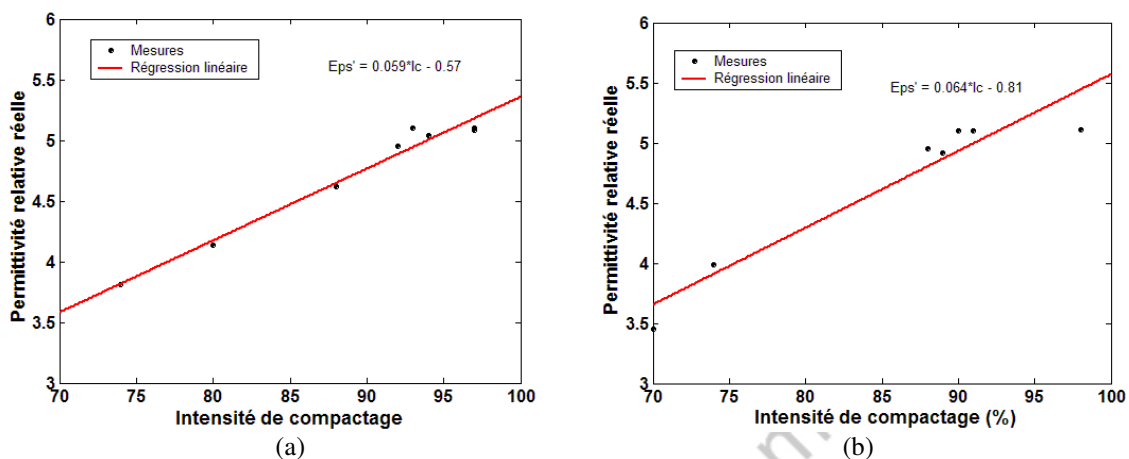 6
5.5
5
4.5
4
3.5
3
Permittivité relative réelle
Mesures
Régression linéaire
Eps' = 0.059*Ic - 0.57
70 75 80 85 90 95 100
Intensité de compactage
(a)
6
5.5
5
4.5
4
3.5
3
Permittivité relative réelle
Mesures
Régression linéaire
Eps' = 0.064*Ic - 0.81
70 75 80 85 90 95 100
Intensité de compactage (%)
(b)